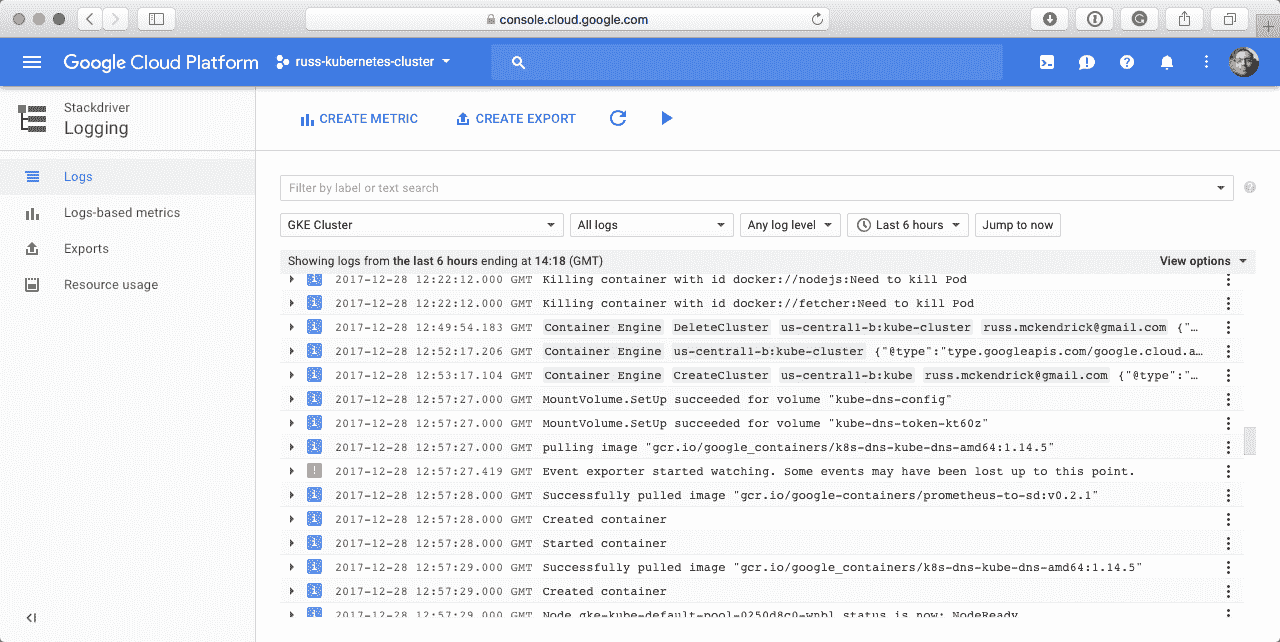 console.cloud.google.com
Google Cloud Platform russ-kubernetes-cluster
Stackdriver
Logging
CREATE METRIC CREATE EXPORT
Logs
Logs-based metrics
Exports
Resource usage
Filter by label or text search
GKE Cluster All logs Any log level Last 6 hours Jump to now
Showing logs from the last 6 hours ending at 14:18 (GMT) View options
2017-12-28 12:22:12.000 GMT Killing container with id docker://nodejs:Need to kill Pod
2017-12-28 12:22:12.000 GMT Killing container with id docker://fetcher:Need to kill Pod
2017-12-28 12:49:54.183 GMT Container Engine DeleteCluster us-central1-b:kube-cluster russ.mckendrick@gmail.com {"…
2017-12-28 12:52:17.206 GMT Container Engine us-central1-b:kube-cluster {"@type":"type.googleapis.com/google.cloud.a…
2017-12-28 12:53:17.104 GMT Container Engine CreateCluster us-central1-b:kube russ.mckendrick@gmail.com {"@type":"…
2017-12-28 12:57:27.000 GMT MountVolume.SetUp succeeded for volume "kube-dns-config"
2017-12-28 12:57:27.000 GMT MountVolume.SetUp succeeded for volume "kube-dns-token-kt60z"
2017-12-28 12:57:27.000 GMT pulling image "gcr.io/google_containers/k8s-dns-kube-dns-amd64:1.14.5"
2017-12-28 12:57:27.419 GMT Event exporter started watching. Some events may have been lost up to this point.
2017-12-28 12:57:28.000 GMT Successfully pulled image "gcr.io/google-containers/prometheus-to-sd:v0.2.1"
2017-12-28 12:57:28.000 GMT Created container
2017-12-28 12:57:28.000 GMT Started container
2017-12-28 12:57:29.000 GMT Successfully pulled image "gcr.io/google_containers/k8s-dns-kube-dns-amd64:1.14.5"
2017-12-28 12:57:29.000 GMT Created container
2017-12-28 12:57:29.000 GMT Node gke-kube-default-pool-0250d8c0-wnbl status is now: NodeReady